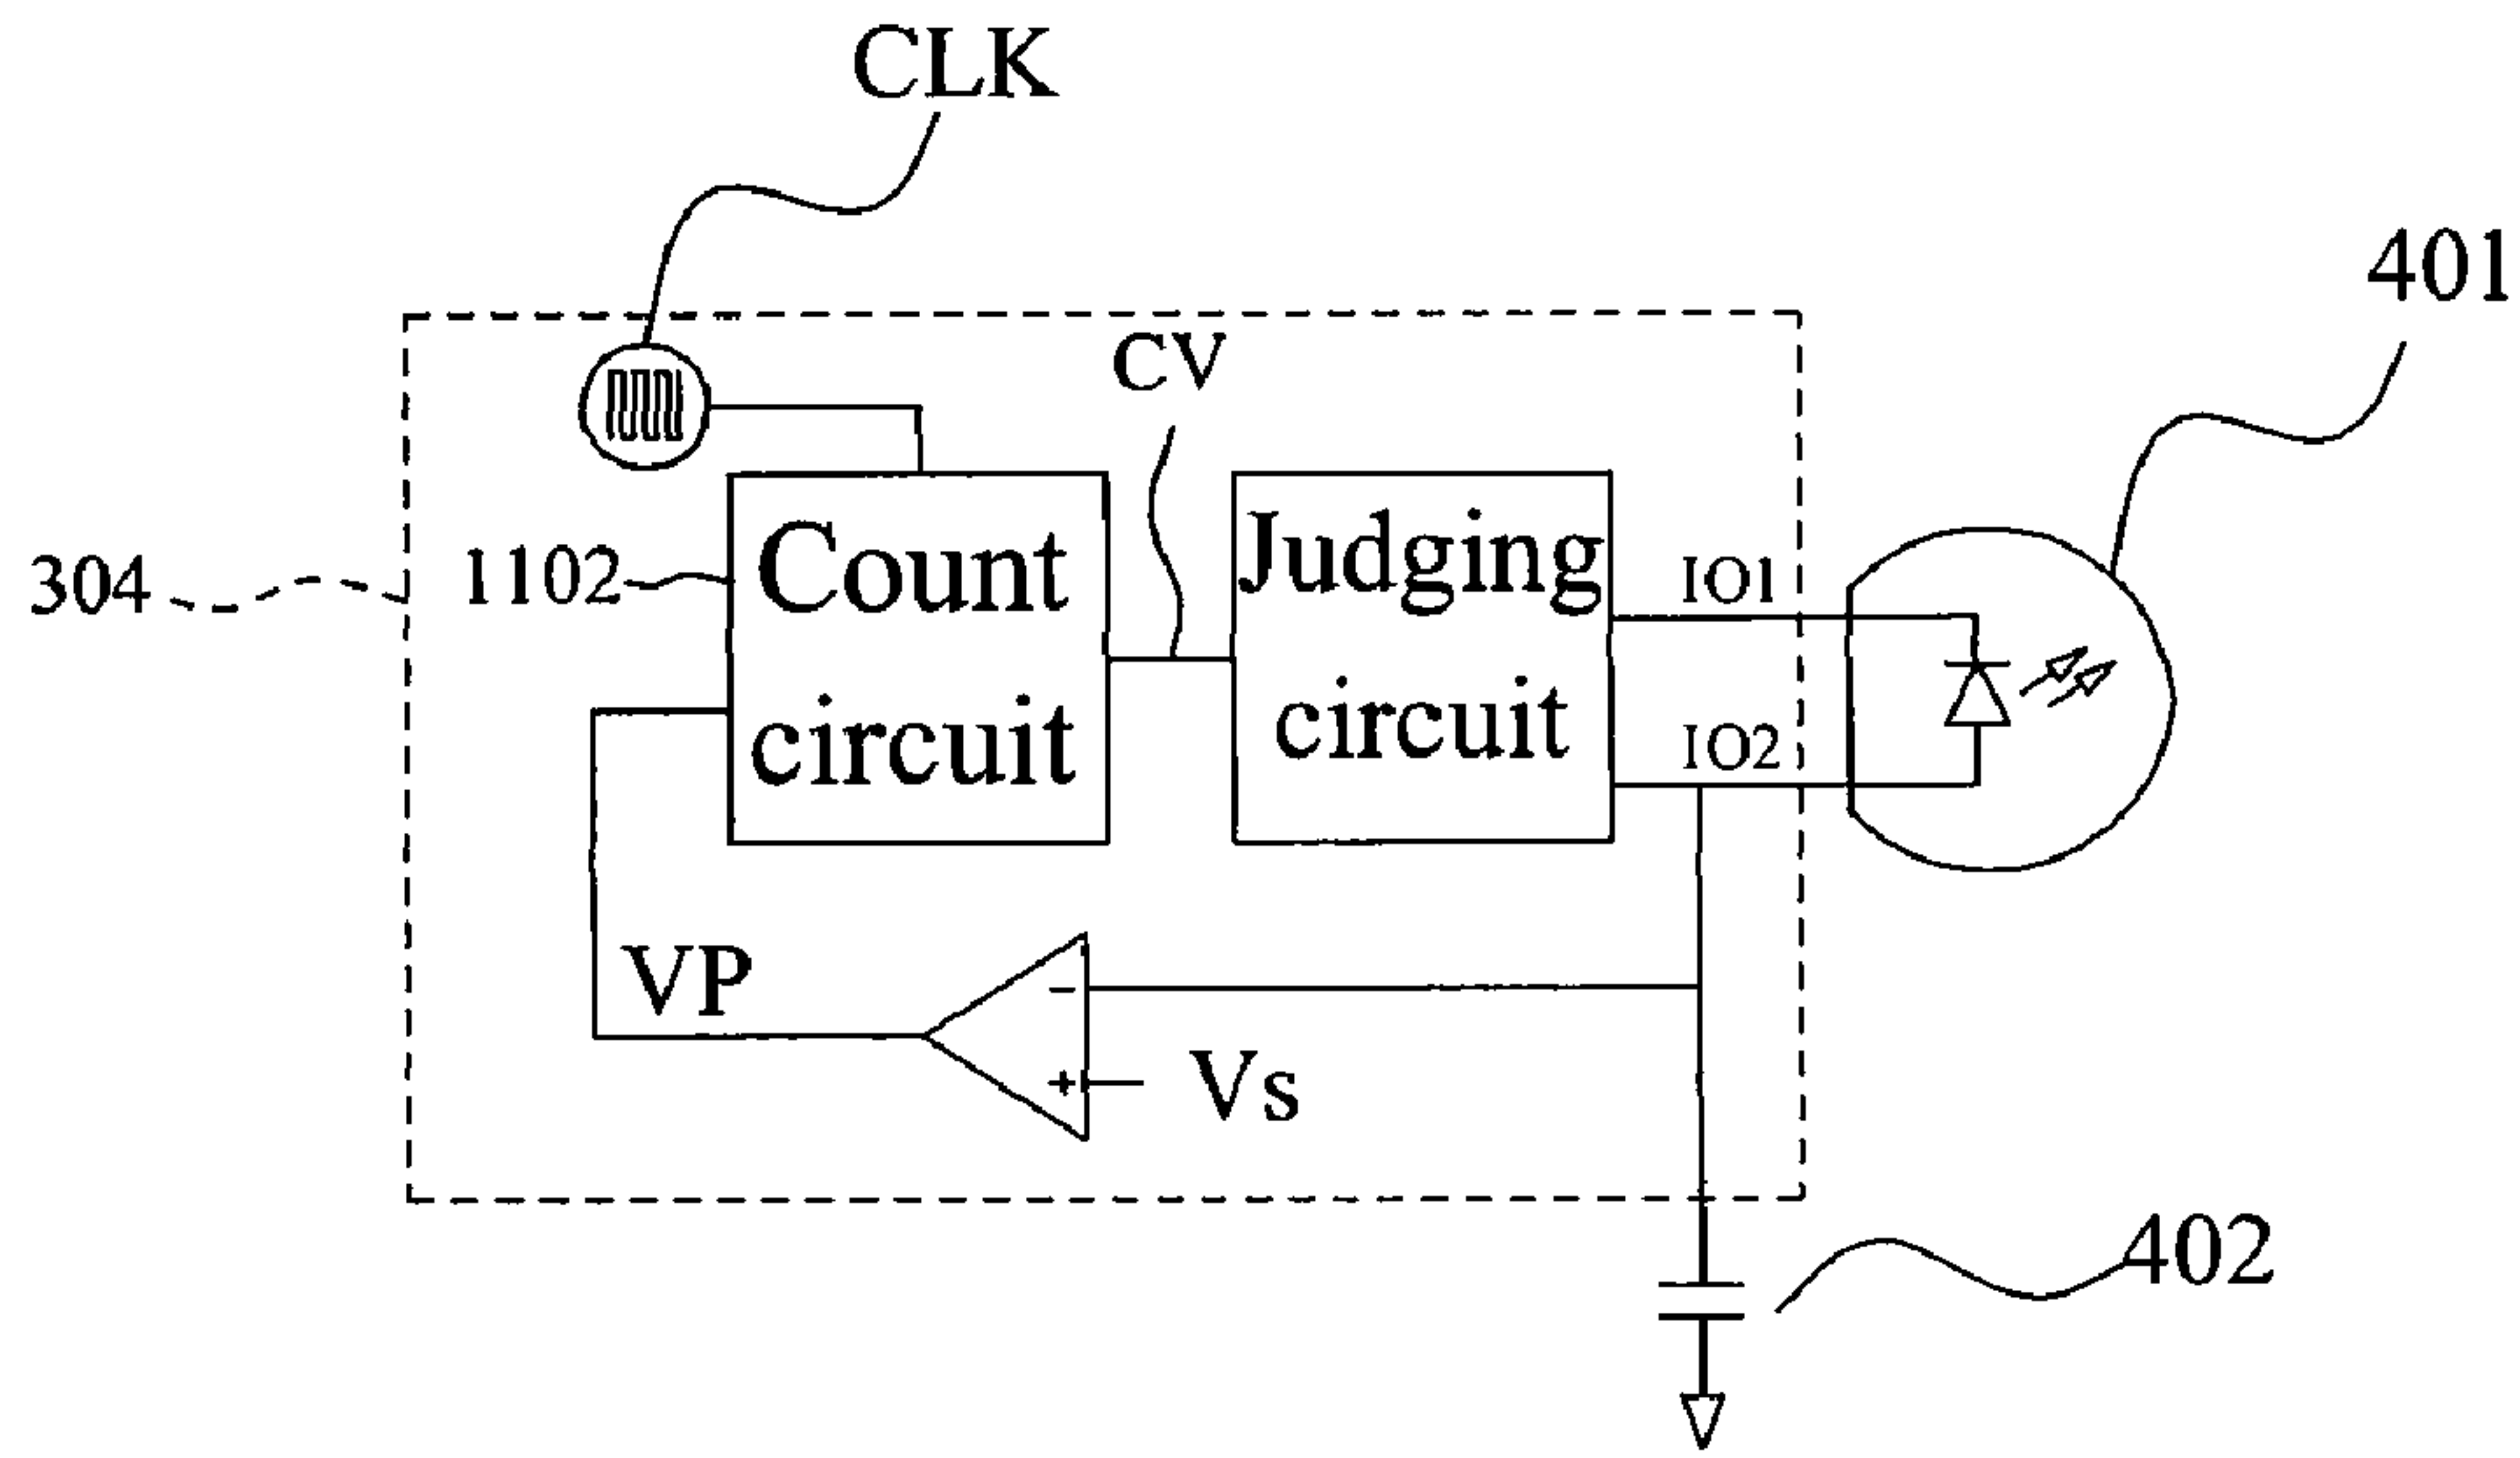 CLK
401
CV
304
1102
Count
circuit
Judging
circuit
IO1
IO2
VP
-
+
Vs
402